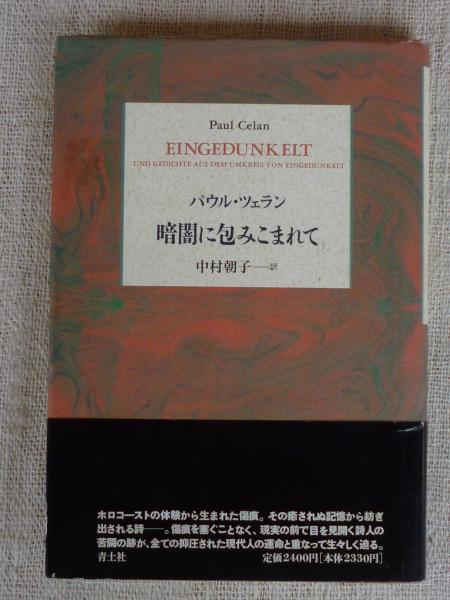 Paul Celan
EINGEDUNKELT
UND GEDICHTE AUS DEM UMKREIS VON EINGEDUNKELT
パウル・ツェラン
暗闇に包みこまれて
中村朝子——訳
ホロコーストの体験から生まれた傷痕。その癒されぬ記憶から紡ぎ
出される詩——。傷痕を塞ぐことなく、現実の前で目を見開く詩人の
苦闘の跡が、全ての抑圧された現代人の運命と重なって生々しく迫る。
青土社 定価2400円[本体2330円]